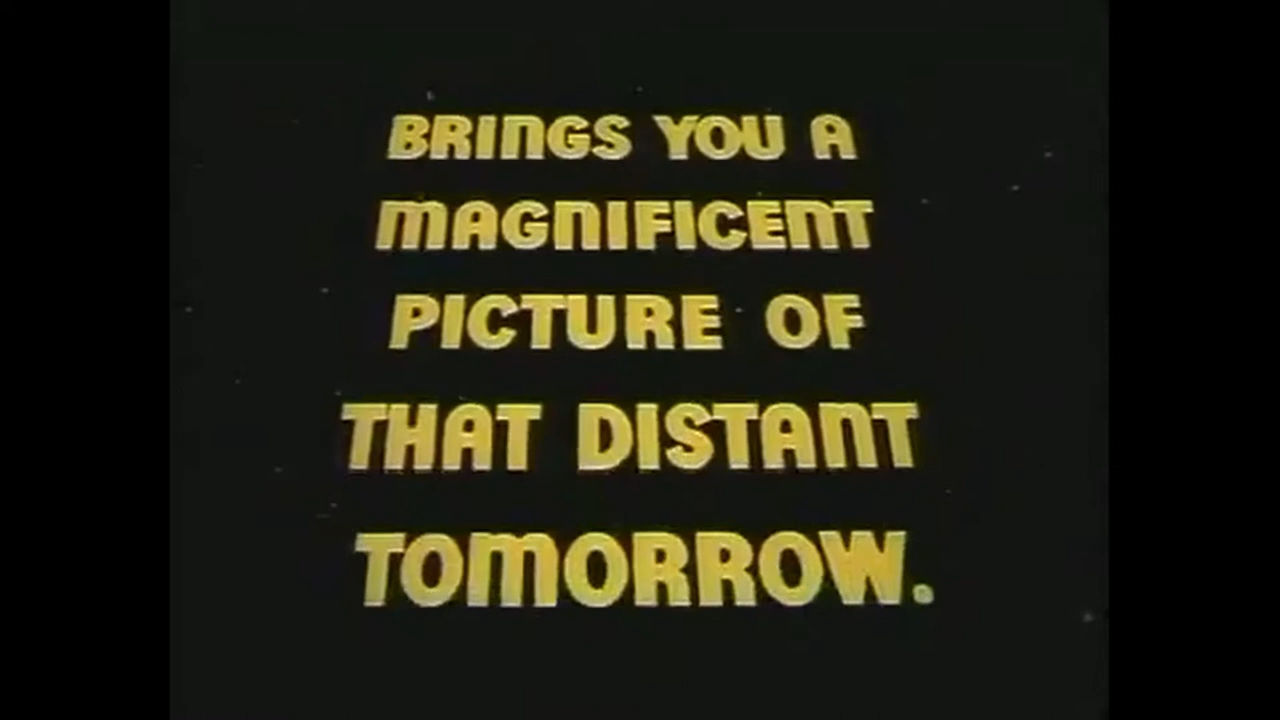 BRINGS YOU A
MAGNIFICENT
PICTURE OF
THAT DISTANT
TOMORROW.